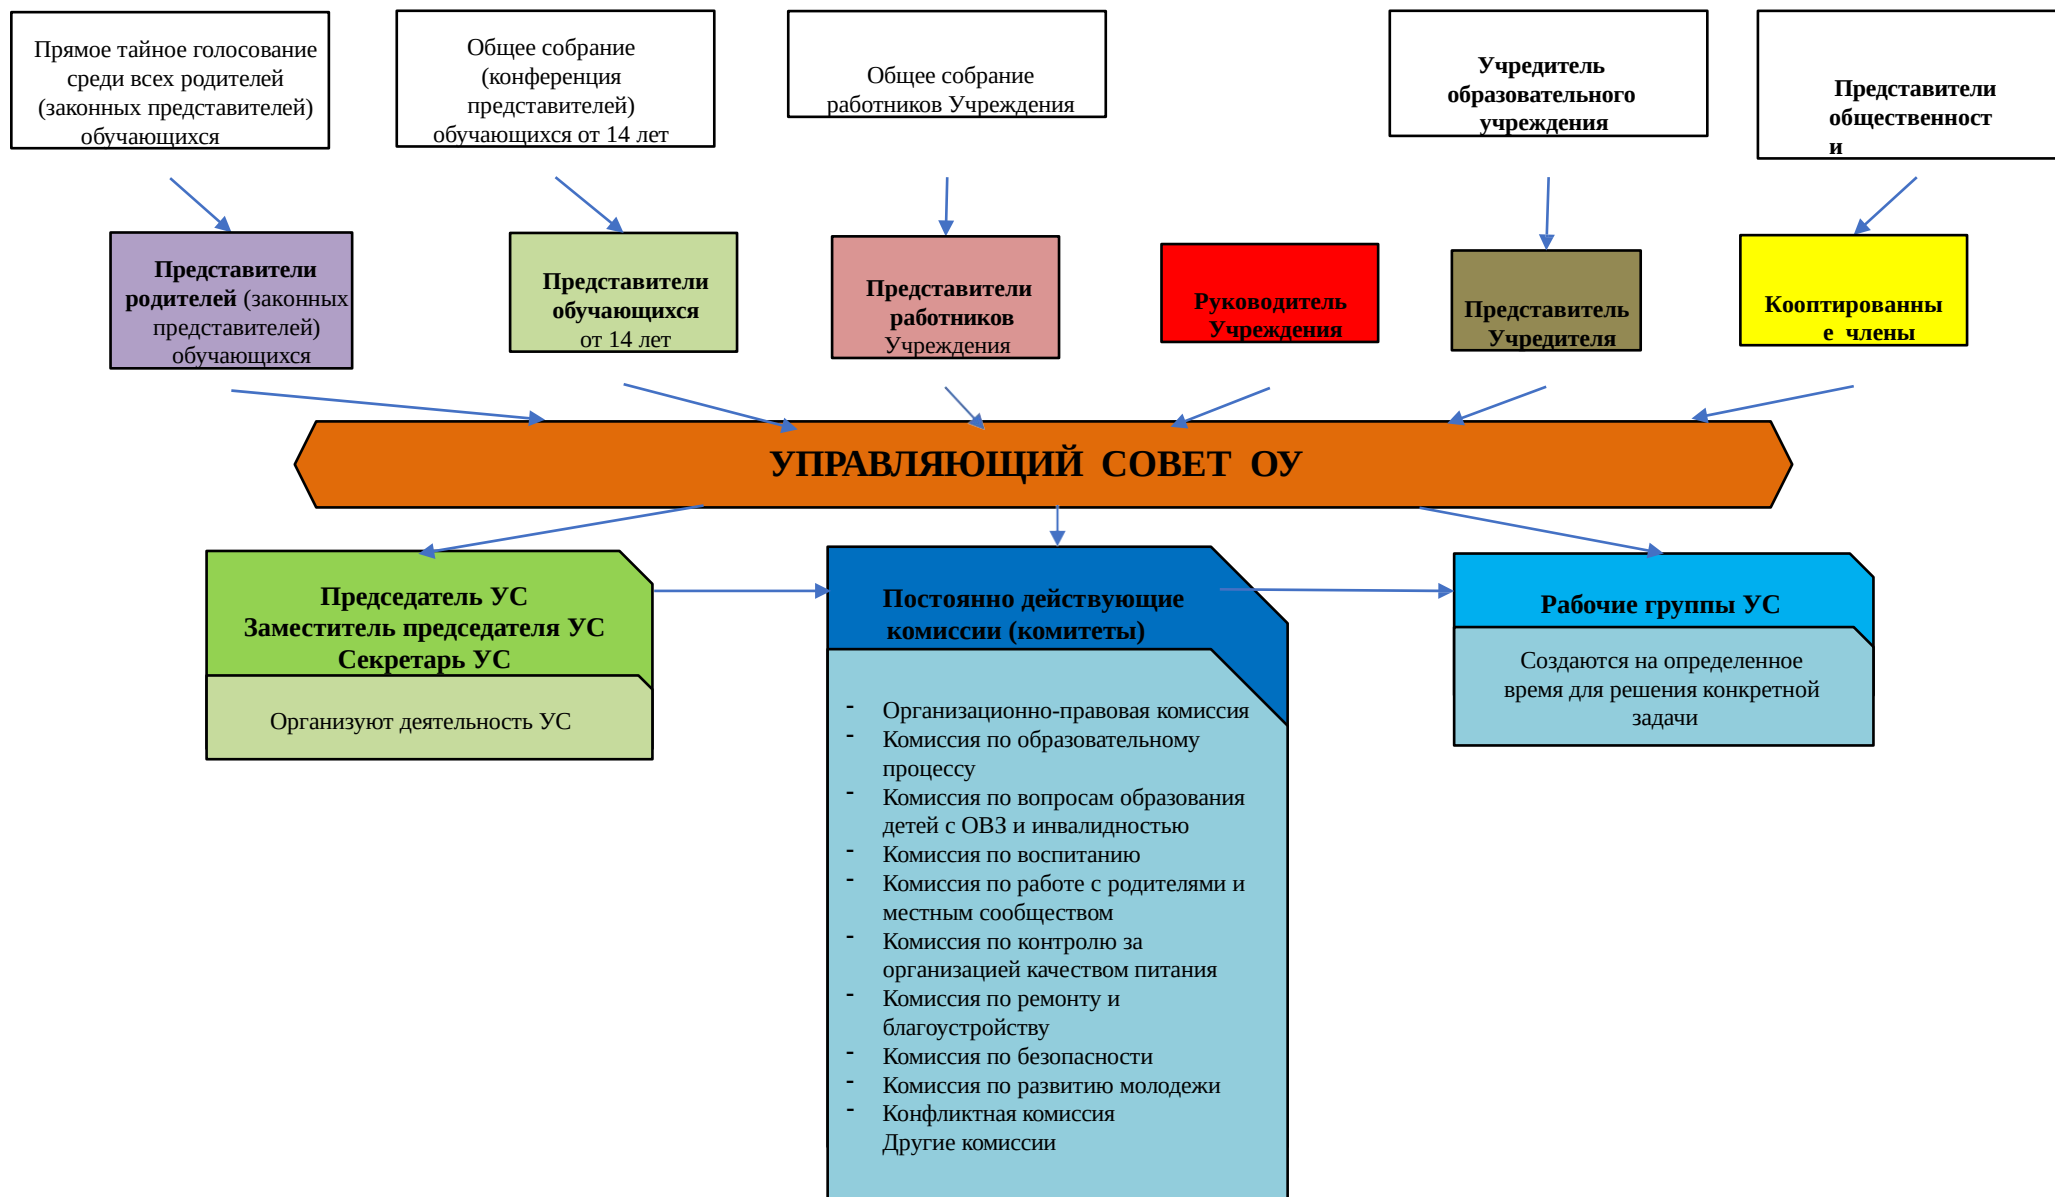 Прямое тайное голосование
среди всех родителей
(законных представителей)
обучающихся
Общее собрание
(конференция
представителей)
обучающихся от 14 лет
Общее собрание
работников Учреждения
Учредитель
образовательного
учреждения
Представители
общественност
и
Представители
родителей (законных
представителей)
обучающихся
Представители
обучающихся
от 14 лет
Представители
работников
Учреждения
Руководитель
Учреждения
Представитель
Учредителя
Кооптированны
е члены
УПРАВЛЯЮЩИЙ СОВЕТ ОУ
Председатель УС
Заместитель председателя УС
Секретарь УС
Организуют деятельность УС
Постоянно действующие
комиссии (комитеты)
- Организационно-правовая комиссия
- Комиссия по образовательному
процессу
- Комиссия по вопросам образования
детей с ОВЗ и инвалидностью
- Комиссия по воспитанию
- Комиссия по работе с родителями и
местным сообществом
- Комиссия по контролю за
организацией качеством питания
- Комиссия по ремонту и
благоустройству
- Комиссия по безопасности
- Комиссия по развитию молодежи
- Конфликтная комиссия
Другие комиссии
Рабочие группы УС
Создаются на определенное
время для решения конкретной
задачи